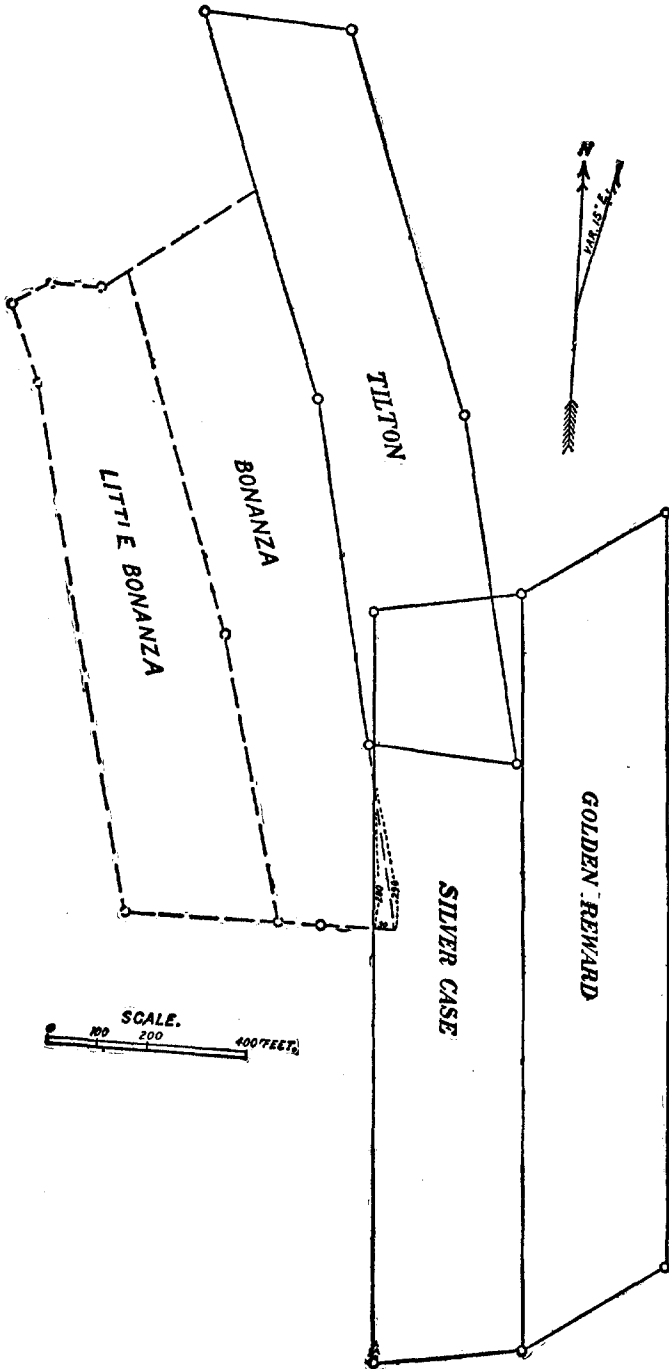 N
VAR. 15° E.
TILTON
BONANZA
LITTLE BONANZA
GOLDEN REWARD
SILVER CASE
SCALE.
0
100
200
400 FEET.